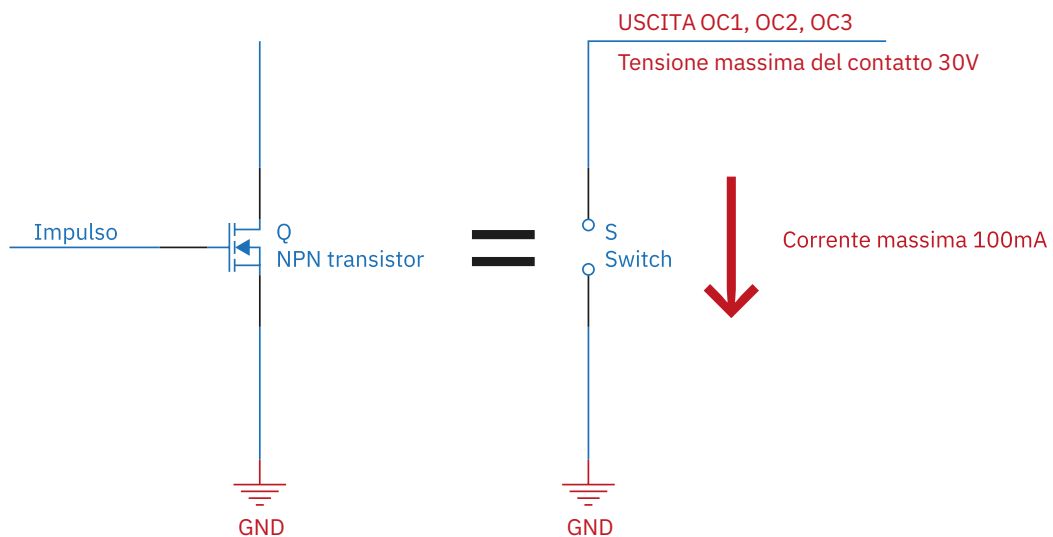 USCITA OC1, OC2, OC3
Tensione massima del contatto 30V
Impulso
Q
NPN transistor
S
Switch
Corrente massima 100mA
GND
GND